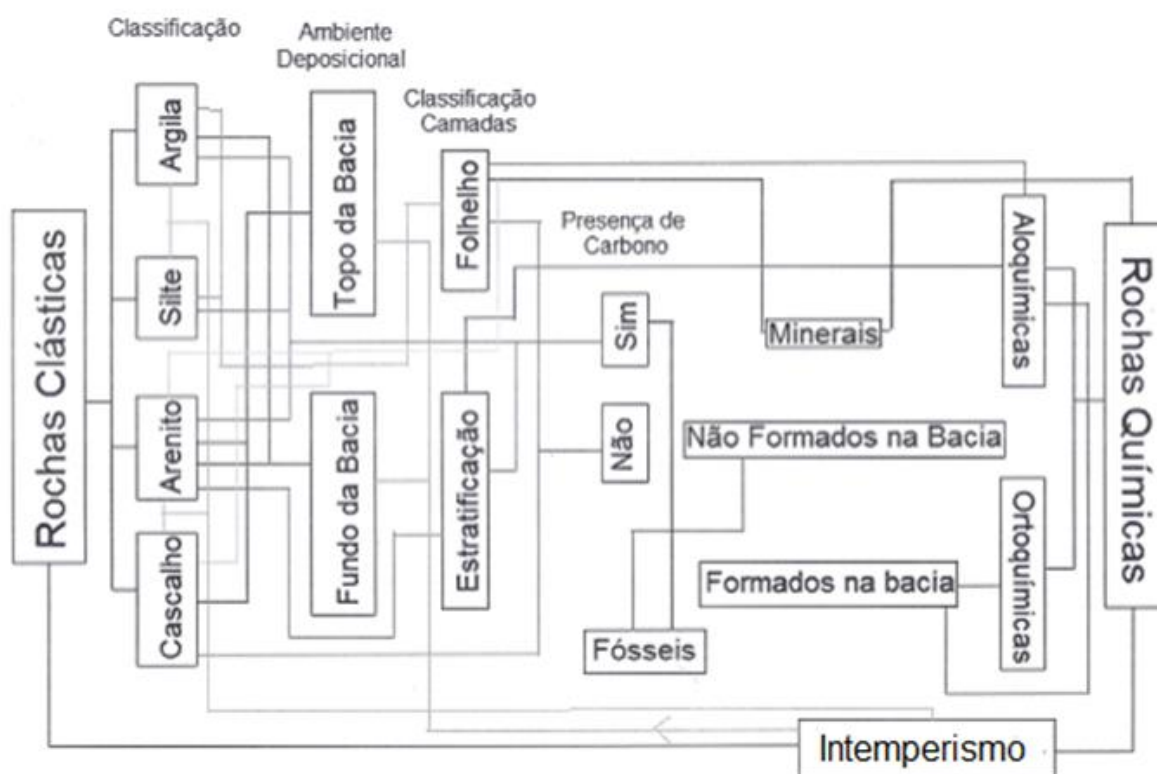 Classificação
Ambiente
Deposicional
Classificação
Camadas
Presença de
Carbono
Rochas Clásticas
Argila
Silte
Arenito
Cascalho
Topo da Bacia
Fundo da Bacia
Folhelho
Estratificação
Sim
Não
Minerais
Não Formados na Bacia
Formados na bacia
Fósseis
Aloquímicas
Ortoquímicas
Rochas Químicas
Intemperismo